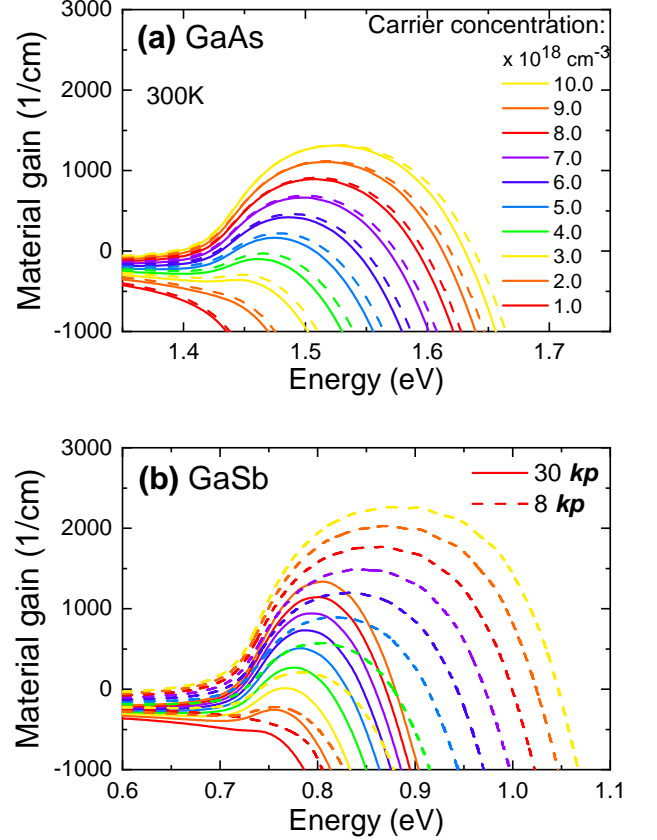 (a) GaAs
Carrier concentration:
x 10¹⁸ cm⁻³
300K
10.0
9.0
8.0
7.0
6.0
5.0
4.0
3.0
2.0
1.0
3000
2000
1000
0
-1000
Material gain (1/cm)
1.4
1.5
1.6
1.7
Energy (eV)
(b) GaSb
30 kp
8 kp
3000
2000
1000
0
-1000
Material gain (1/cm)
0.6
0.7
0.8
0.9
1.0
1.1
Energy (eV)